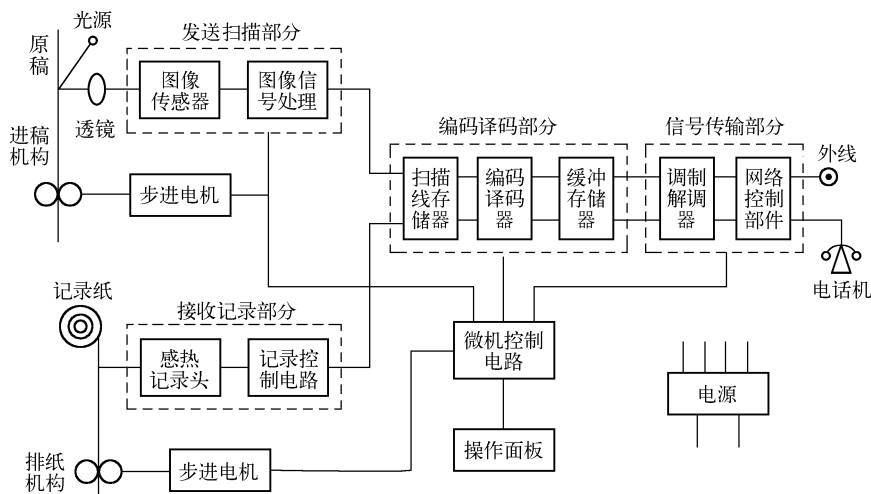 光源
发送扫描部分
原
稿
图像
传感器
图像信
号处理
透镜
进稿
机构
步进电机
编码译码部分
信号传输部分
扫描
线存
储器
编码
译码
器
缓冲
存储
器
调制
解调
器
网络
控制
部件
外线
电话机
记录纸
接收记录部分
感热
记录头
记录控
制电路
微机控制
电路
电源
操作面板
排纸
机构
步进电机